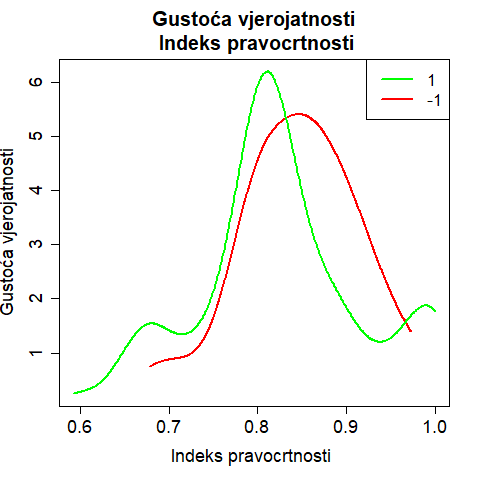 Gustoća vjerojatnosti
Indeks pravocrtnosti
1
-1
Gustoća vjerojatnosti
6
5
4
3
2
1
0.6 0.7 0.8 0.9 1.0
Indeks pravocrtnosti